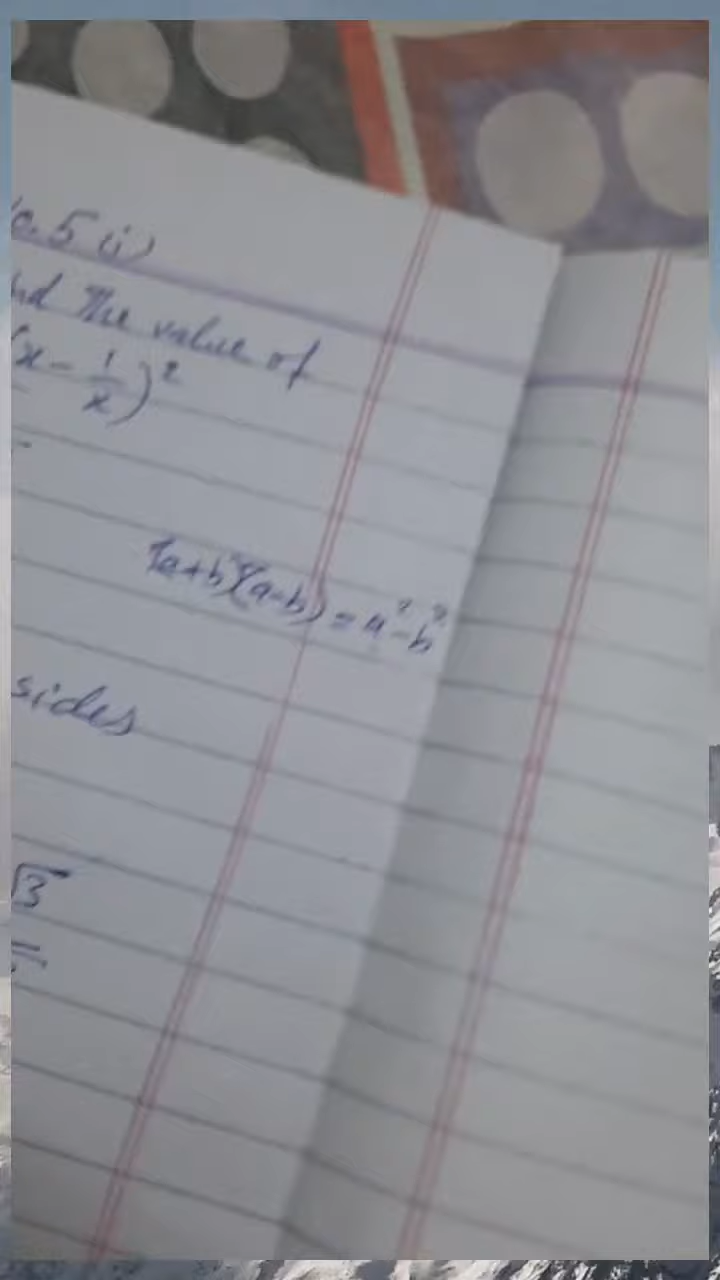 o. 5 (i)
nd The value of
(x - 1/x)²
(a+b)(a-b) = a²-b²
sides
√3